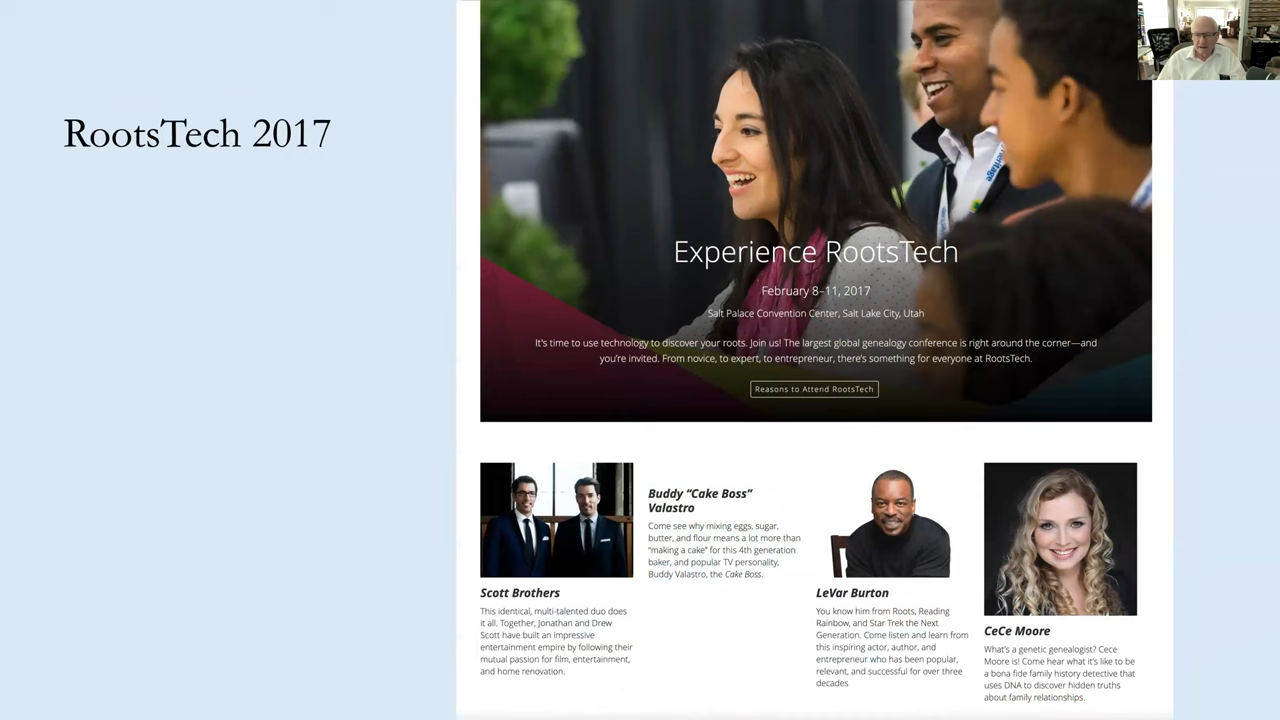 RootsTech 2017
Experience RootsTech
February 8–11, 2017
Salt Palace Convention Center, Salt Lake City, Utah
It's time to use technology to discover your roots. Join us! The largest global genealogy conference is right around the corner—and
you're invited. From novice, to expert, to entrepreneur, there's something for everyone at RootsTech.
Reasons to Attend RootsTech
Scott Brothers
This identical, multi-talented duo does
it all. Together, Jonathan and Drew
Scott have built an impressive
entertainment empire by following their
mutual passion for film, entertainment,
and home renovation.
Buddy “Cake Boss”
Valastro
Come see why mixing eggs, sugar,
butter, and flour means a lot more than
“making a cake” for this 4th generation
baker, and popular TV personality,
Buddy Valastro, the Cake Boss.
LeVar Burton
You know him from Roots, Reading
Rainbow, and Star Trek the Next
Generation. Come listen and learn from
this inspiring actor, author, and
entrepreneur who has been popular,
relevant, and successful for over three
decades
CeCe Moore
What's a genetic genealogist? Cece
Moore is! Come hear what it's like to be
a bona fide family history detective that
uses DNA to discover hidden truths
about family relationships.